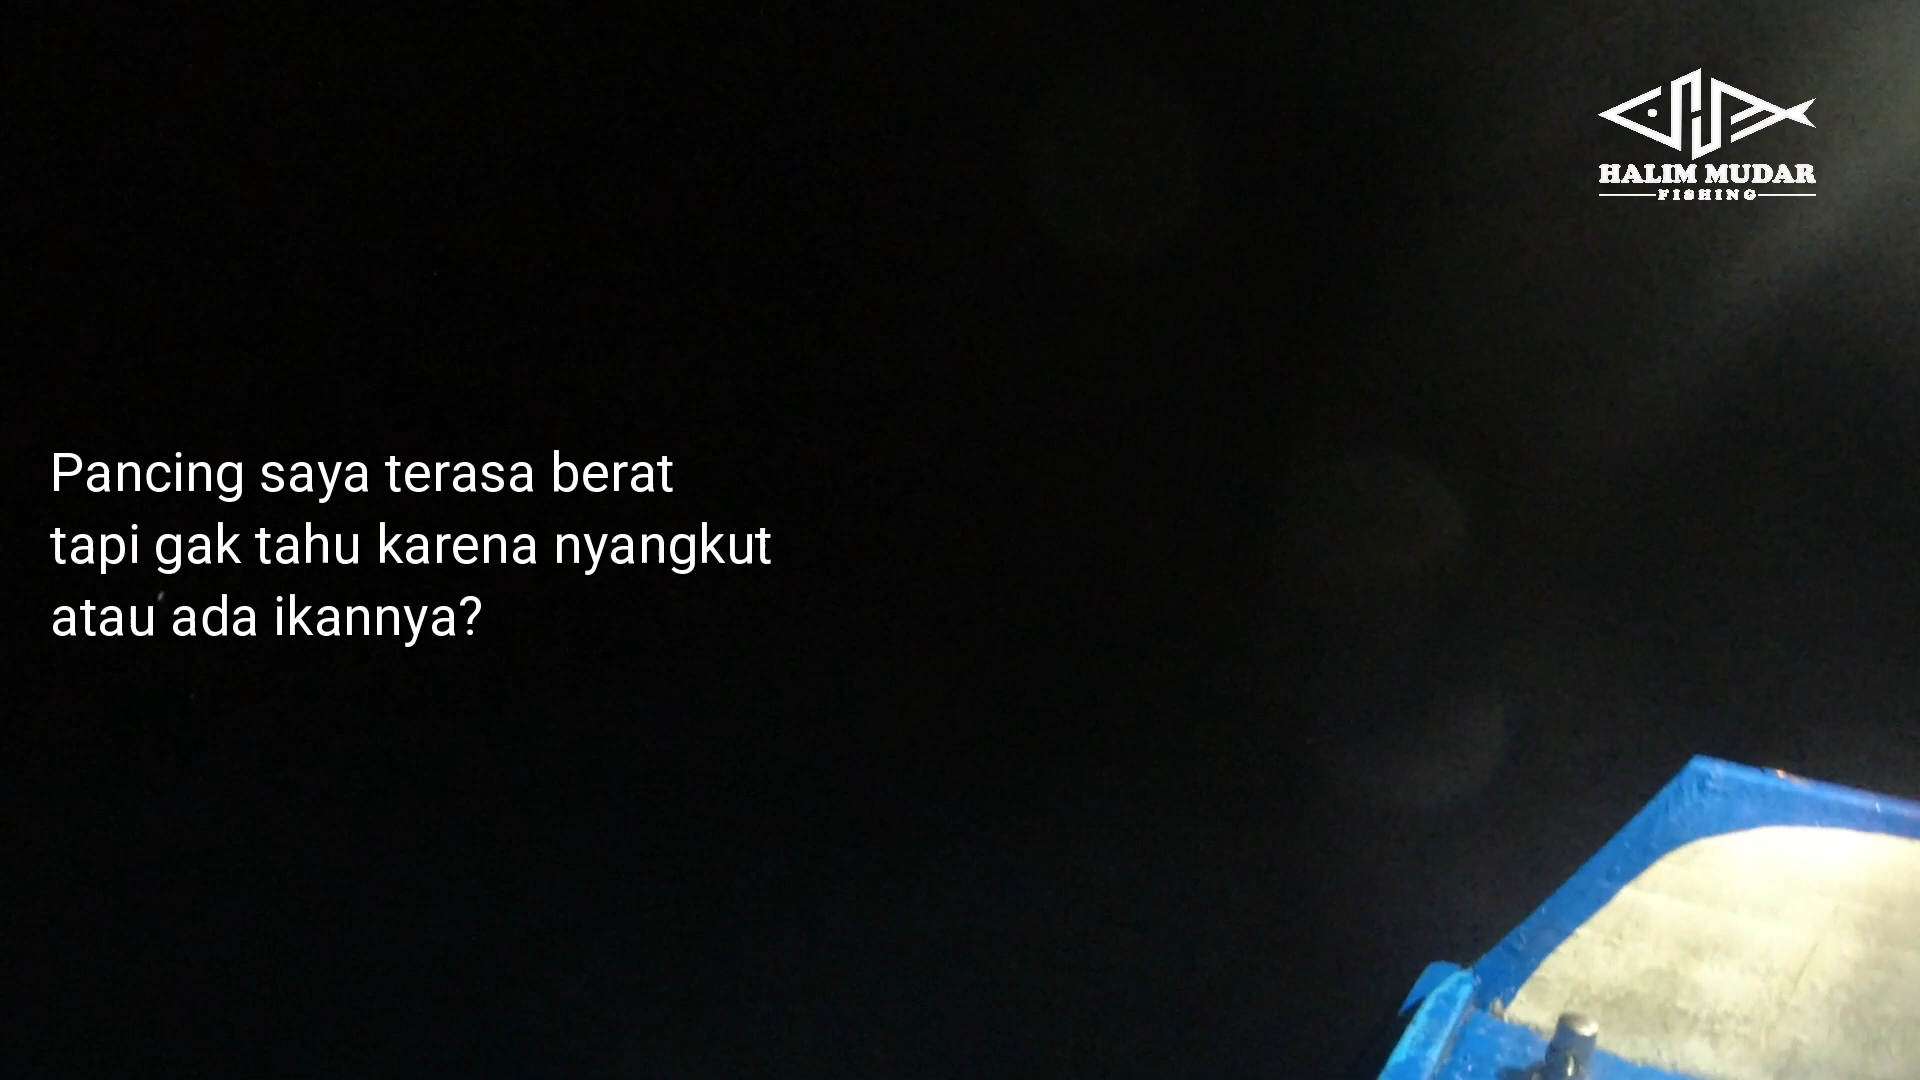 HALIM MUDAR
FISHING
Pancing saya terasa berat
tapi gak tahu karena nyangkut
atau ada ikannya?